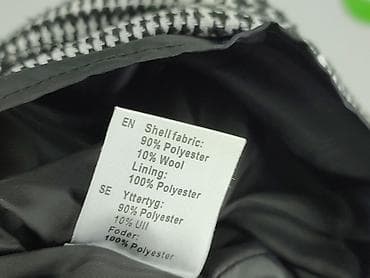 EN Shell fabric:
90% Polyester
10% Wool
Lining:
100% Polyester
SE Yttertyg:
90% Polyester
10% Ull
Foder:
100% Polyester